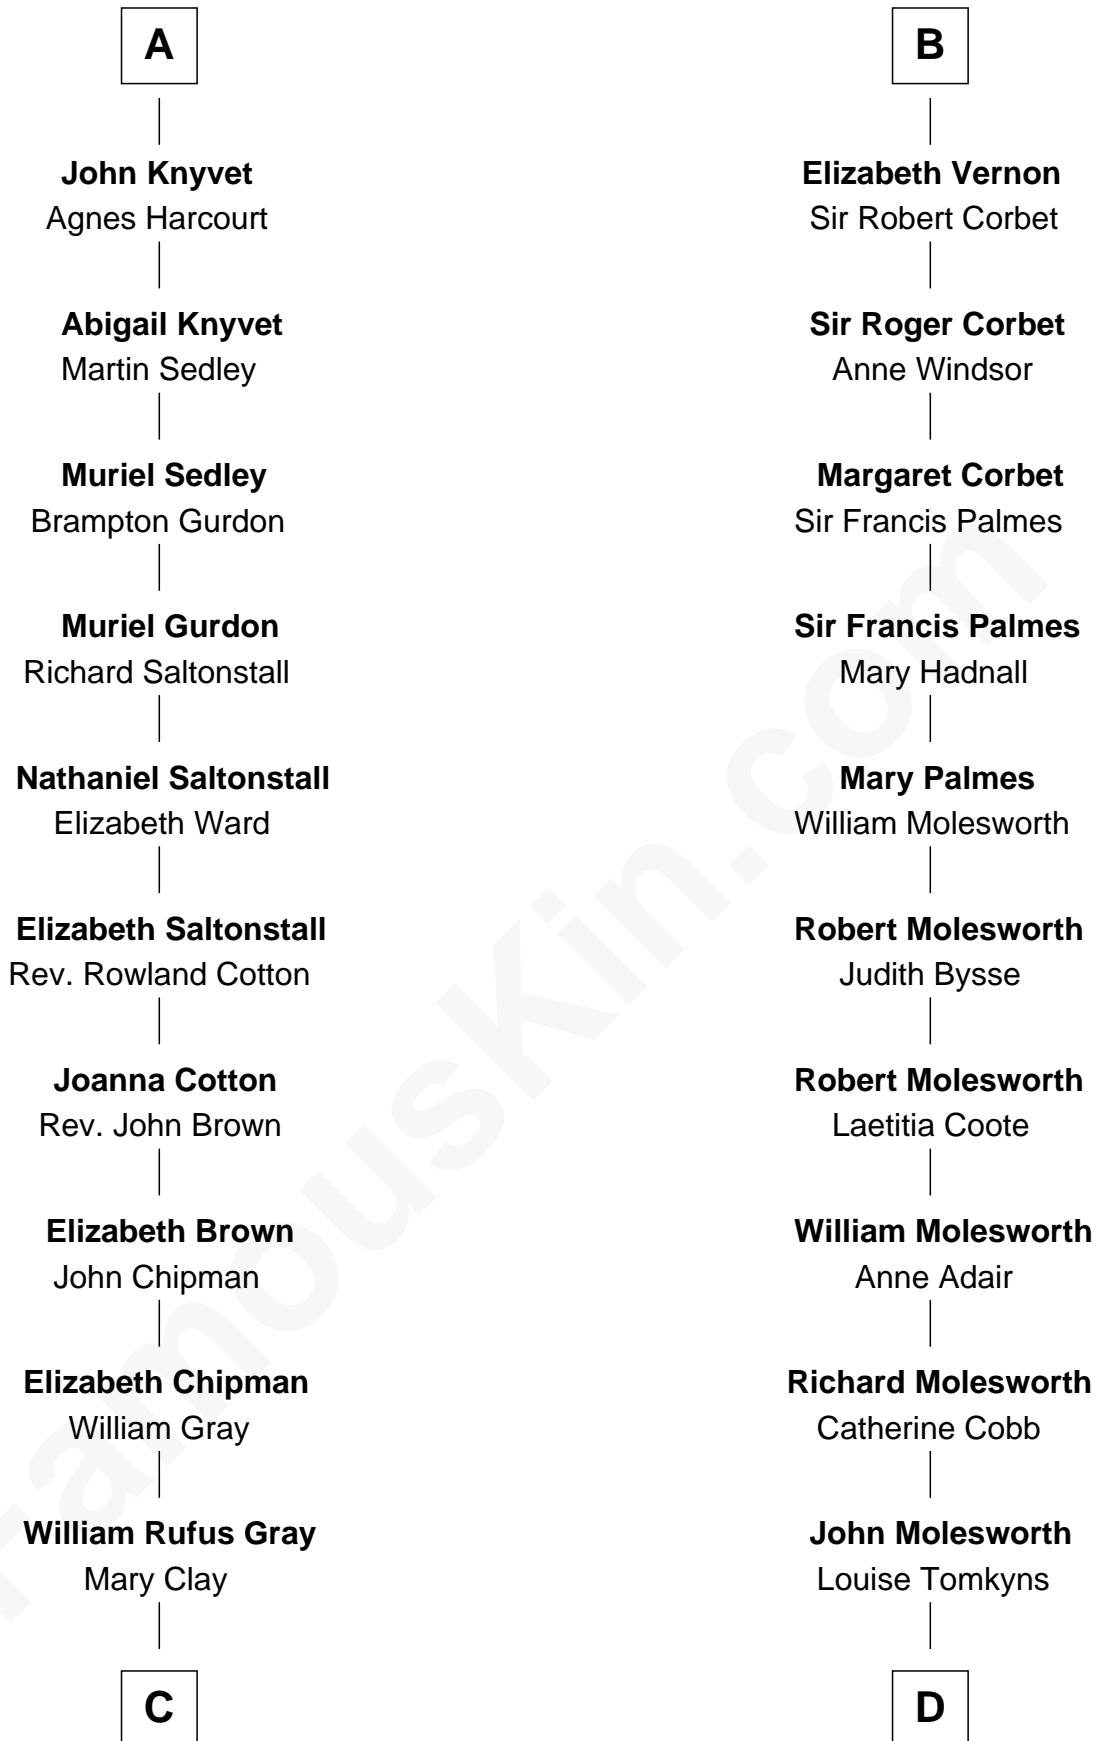 A
John Knyvet
Agnes Harcourt
Abigail Knyvet
Martin Sedley
Muriel Sedley
Brampton Gurdon
Muriel Gurdon
Richard Saltonstall
Nathaniel Saltonstall
Elizabeth Ward
Elizabeth Saltonstall
Rev. Rowland Cotton
Joanna Cotton
Rev. John Brown
Elizabeth Brown
John Chipman
Elizabeth Chipman
William Gray
William Rufus Gray
Mary Clay
C
B
Elizabeth Vernon
Sir Robert Corbet
Sir Roger Corbet
Anne Windsor
Margaret Corbet
Sir Francis Palmes
Sir Francis Palmes
Mary Hadnall
Mary Palmes
William Molesworth
Robert Molesworth
Judith Bysse
Robert Molesworth
Laetitia Coote
William Molesworth
Anne Adair
Richard Molesworth
Catherine Cobb
John Molesworth
Louise Tomkyns
D
FamousKin.com